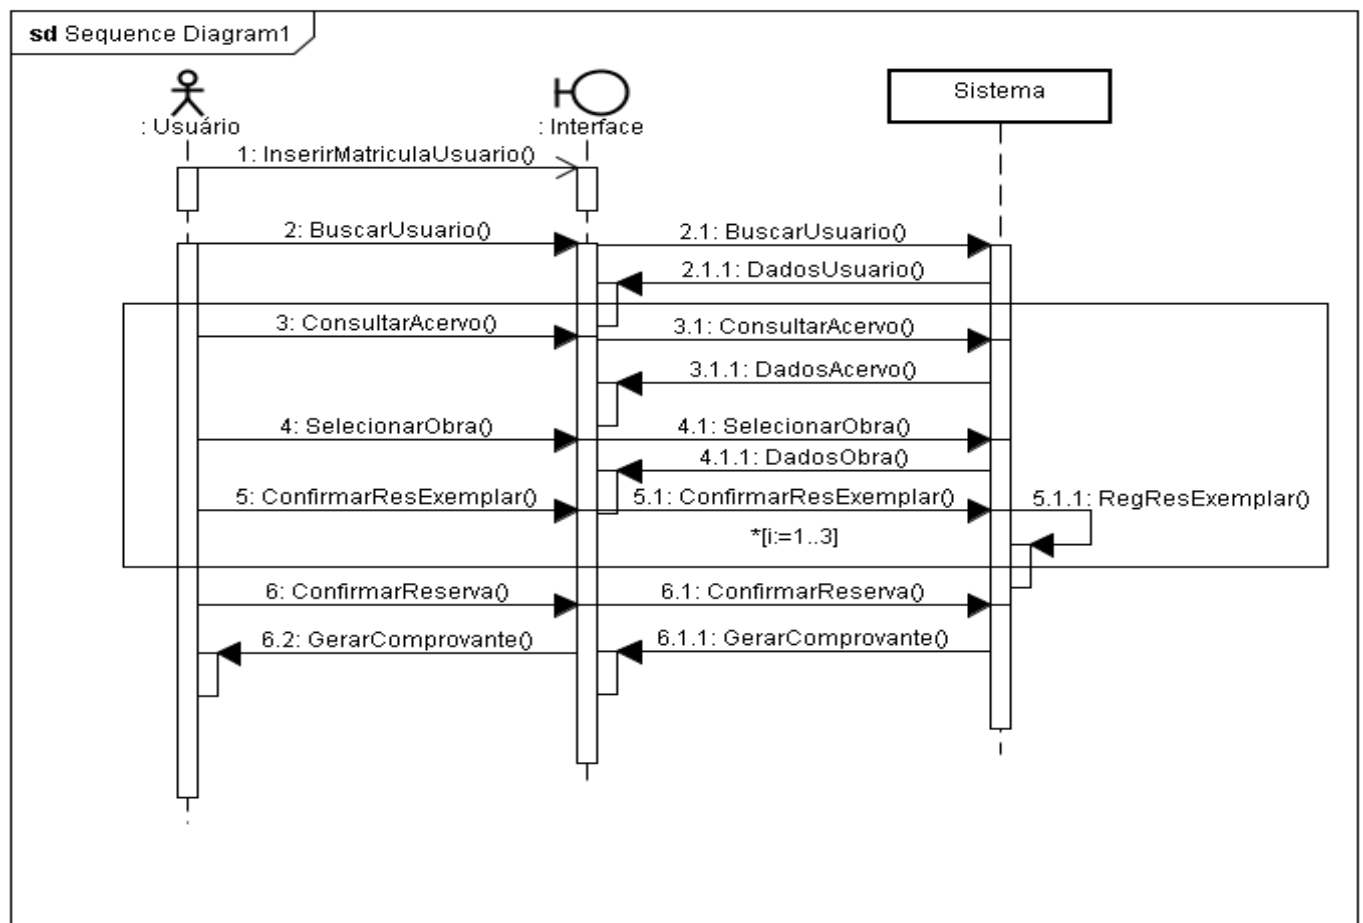 sd Sequence Diagram1
: Usuário
: Interface
Sistema
1: InserirMatriculaUsuario()
2: BuscarUsuario()
2.1: BuscarUsuario()
2.1.1: DadosUsuario()
3: ConsultarAcervo()
3.1: ConsultarAcervo()
3.1.1: DadosAcervo()
4: SelecionarObra()
4.1: SelecionarObra()
4.1.1: DadosObra()
5: ConfirmarResExemplar()
5.1: ConfirmarResExemplar()
5.1.1: RegResExemplar()
*[i:=1..3]
6: ConfirmarReserva()
6.1: ConfirmarReserva()
6.2: GerarComprovante()
6.1.1: GerarComprovante()